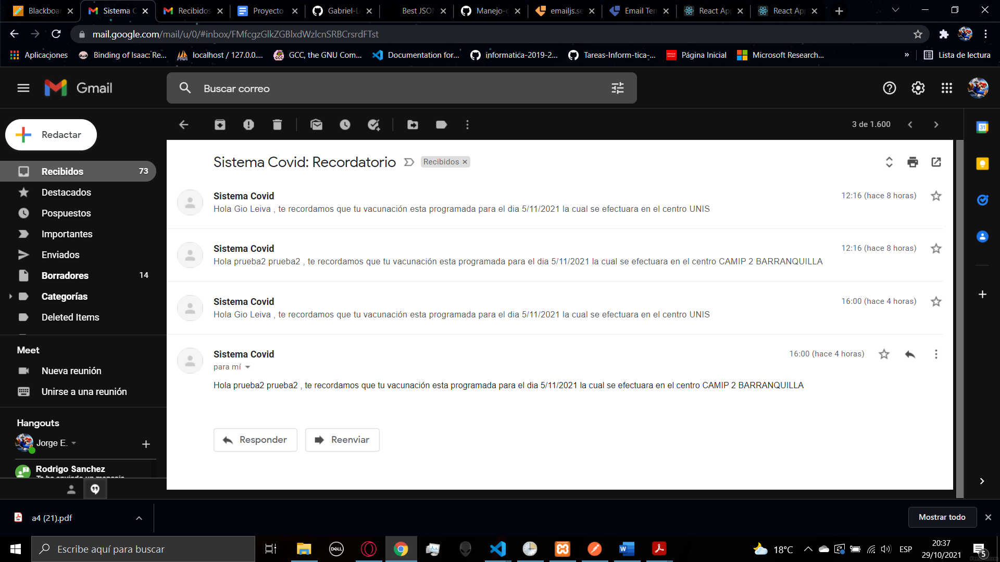 Blackboar
Sistema C
Recibidos
Proyecto
Gabriel-L
Best JSON
Manejo-d
emailjs.se
Email Tem
React App
React App
mail.google.com/mail/u/0/#inbox/FMfcgzGlkZGBlxdWzlcnSRBCrsrdFTst
Aplicaciones
Binding of Isaac: Re...
localhost / 127.0.0....
GCC, the GNU Com...
Documentation for...
informatica-2019-2...
Tareas-Inform-tica-...
Página Inicial
Microsoft Research...
»
Lista de lectura
Gmail
Buscar correo
Redactar
3 de 1.600
Recibidos 73
Destacados
Pospuestos
Importantes
Enviados
Borradores 14
Categorías
Deleted Items
Meet
Nueva reunión
Unirse a una reunión
Hangouts
Jorge E.
Rodrigo Sanchez
Te ha enviado un mensaje
Sistema Covid: Recordatorio
Recibidos ×
Sistema Covid
12:16 (hace 8 horas)
Hola Gio Leiva , te recordamos que tu vacunación esta programada para el dia 5/11/2021 la cual se efectuara en el centro UNIS
Sistema Covid
12:16 (hace 8 horas)
Hola prueba2 prueba2 , te recordamos que tu vacunación esta programada para el dia 5/11/2021 la cual se efectuara en el centro CAMIP 2 BARRANQUILLA
Sistema Covid
16:00 (hace 4 horas)
Hola Gio Leiva , te recordamos que tu vacunación esta programada para el dia 5/11/2021 la cual se efectuara en el centro UNIS
Sistema Covid
16:00 (hace 4 horas)
para mí
Hola prueba2 prueba2 , te recordamos que tu vacunación esta programada para el dia 5/11/2021 la cual se efectuara en el centro CAMIP 2 BARRANQUILLA
Responder
Reenviar
31
a4 (21).pdf
Mostrar todo
Escribe aquí para buscar
DELL
18°C
ESP
20:37
29/10/2021
5